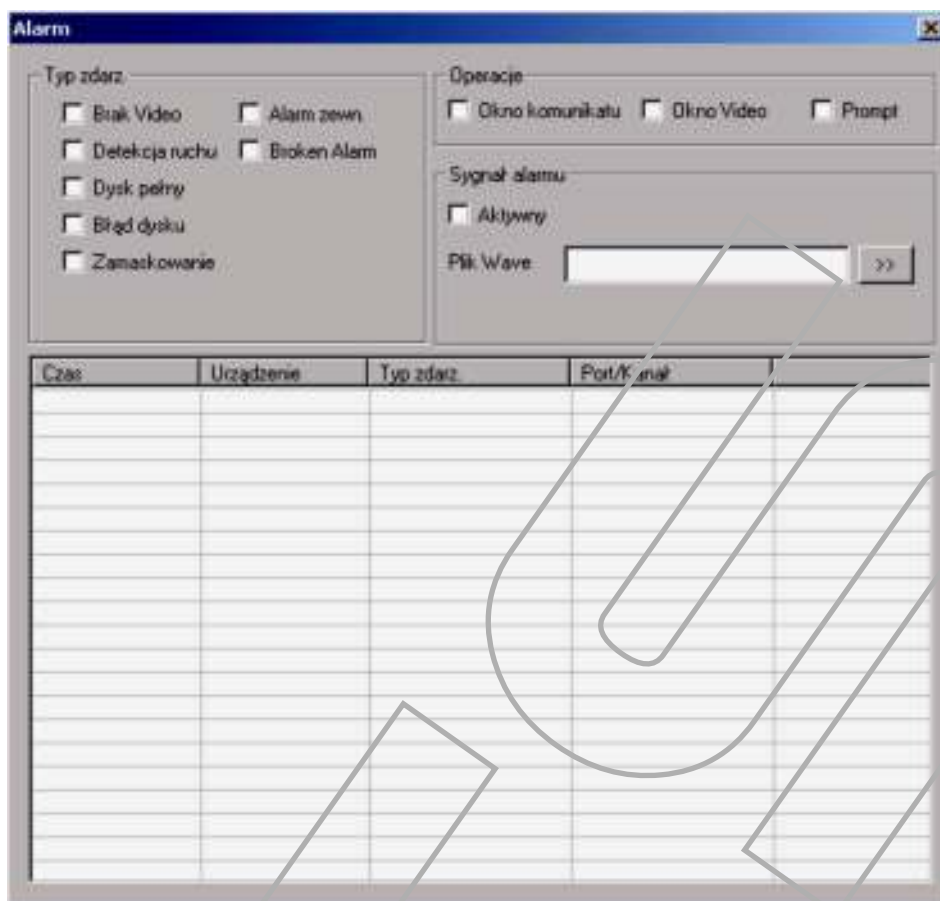 Alarm
Typ zdarz.
Brak Video
Alarm zewn.
Detekcja ruchu
Broken Alarm
Dysk pełny
Błąd dysku
Zamaskowanie
Operacje
Okno komunikatu
Okno Video
Prompt
Sygnał alarmu
Aktywny
Plik Wave
>>
Czas Urządzenie Typ zdarz. Port/Kanał